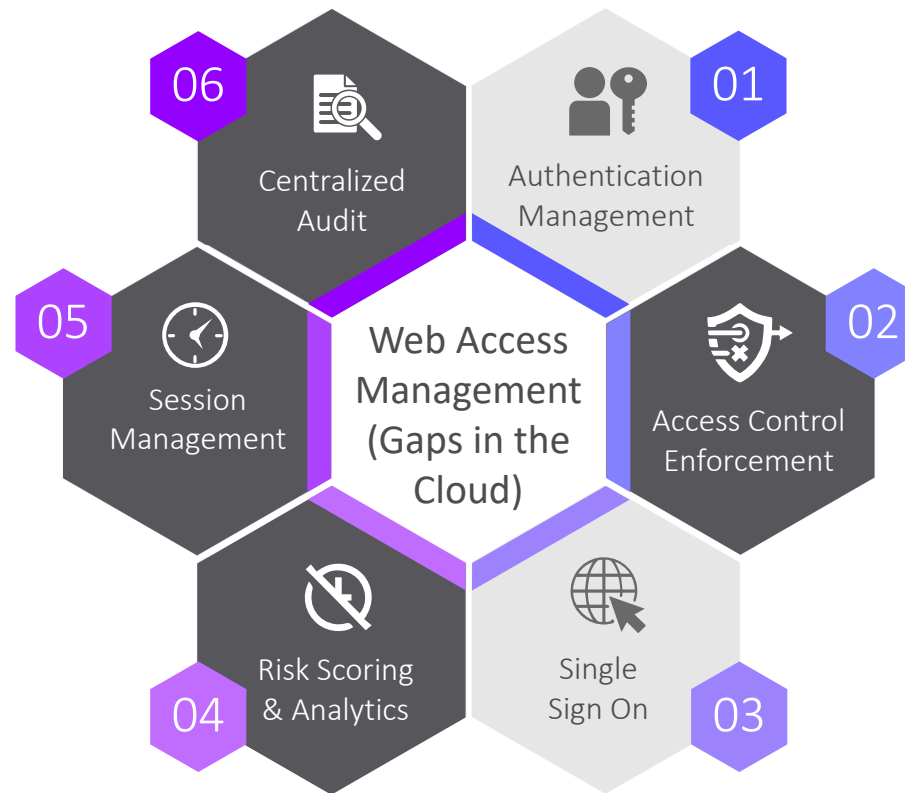 Web Access
Management
(Gaps in the
Cloud)
01
Authentication
Management
02
Access Control
Enforcement
03
Single
Sign On
04
Risk Scoring
& Analytics
05
Session
Management
06
Centralized
Audit